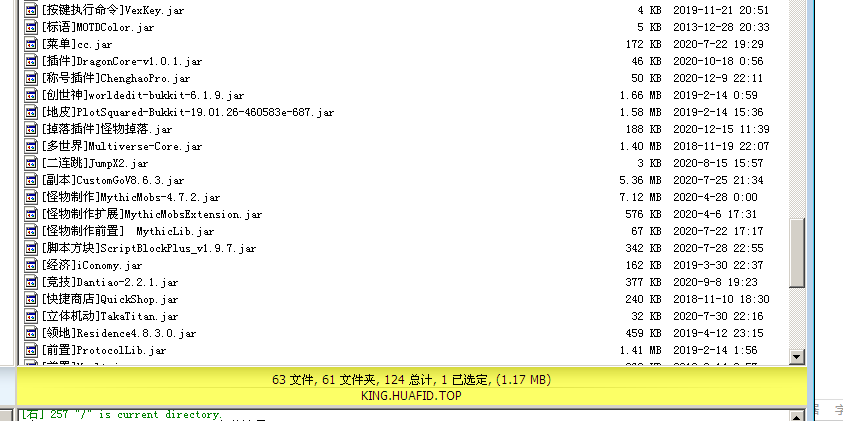 [按键执行命令]VexKey.jar 4 KB 2019-11-21 20:51
[标语]MOTDColor.jar 5 KB 2013-12-28 20:33
[菜单]cc.jar 172 KB 2020-7-22 19:29
[插件]DragonCore-v1.0.1.jar 46 KB 2020-10-18 0:56
[称号插件]ChenghaoPro.jar 50 KB 2020-12-9 22:11
[创世神]worldedit-bukkit-6.1.9.jar 1.66 MB 2019-2-14 0:59
[地皮]PlotSquared-Bukkit-19.01.26-460583e-687.jar 1.58 MB 2019-2-14 15:36
[掉落插件]怪物掉落.jar 188 KB 2020-12-15 11:39
[多世界]Multiverse-Core.jar 1.40 MB 2018-11-19 22:07
[二连跳]JumpX2.jar 3 KB 2020-8-15 15:57
[副本]CustomGoV8.6.3.jar 5.36 MB 2020-7-25 21:34
[怪物制作]MythicMobs-4.7.2.jar 7.12 MB 2020-4-28 0:00
[怪物制作扩展]MythicMobsExtension.jar 576 KB 2020-4-6 17:31
[怪物制作前置] MythicLib.jar 67 KB 2020-7-22 17:17
[脚本方块]ScriptBlockPlus_v1.9.7.jar 342 KB 2020-7-28 22:55
[经济]iConomy.jar 162 KB 2019-3-30 22:37
[竞技]Dantiao-2.2.1.jar 377 KB 2020-9-8 19:23
[快捷商店]QuickShop.jar 240 KB 2018-11-10 18:30
[立体机动]TakaTitan.jar 32 KB 2020-7-30 22:16
[领地]Residence4.8.3.0.jar 459 KB 2019-4-12 23:15
[前置]ProtocolLib.jar 1.41 MB 2019-2-14 1:56
63 文件, 61 文件夹, 124 总计, 1 已选定, (1.17 MB)
KING.HUAFID.TOP
[右] 257 "/" is current directory.
字